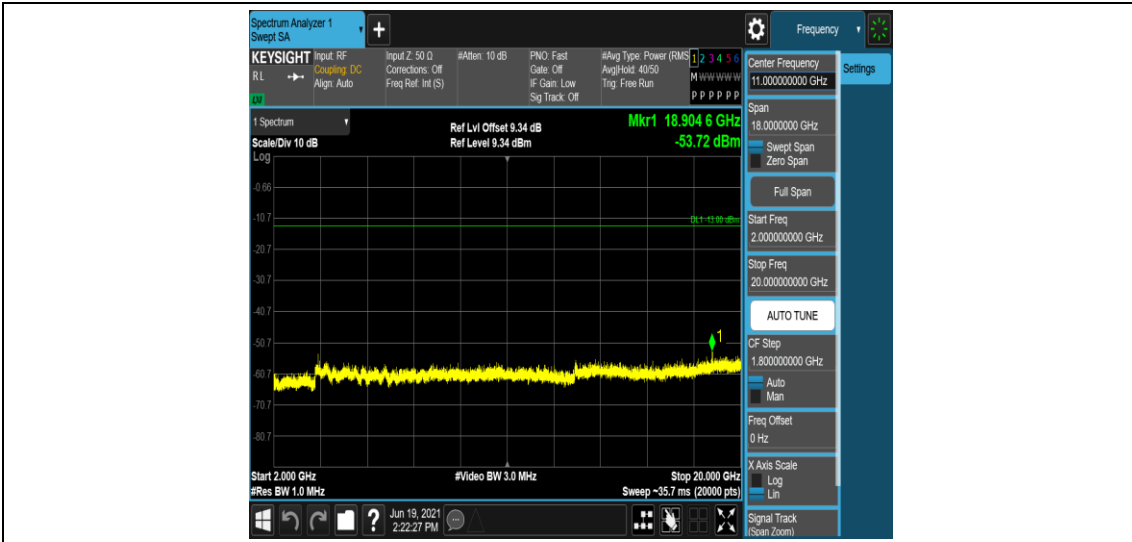 Spectrum Analyzer 1
Swept SA
+
Frequency
KEYSIGHT
RL
LXI
Input: RF
Coupling: DC
Align: Auto
Input Z: 50 Ω
Corrections: Off
Freq Ref: Int (S)
#Atten: 10 dB
PNO: Fast
Gate: Off
IF Gain: Low
Sig Track: Off
#Avg Type: Power (RMS
Avg|Hold: 40/50
Trig: Free Run
1 2 3 4 5 6
M W W W W W
P P P P P P
Center Frequency
11.000000000 GHz
Settings
Span
18.0000000 GHz
Swept Span
Zero Span
Full Span
Start Freq
2.000000000 GHz
Stop Freq
20.000000000 GHz
AUTO TUNE
CF Step
1.800000000 GHz
Auto
Man
Freq Offset
0 Hz
X Axis Scale
Log
Lin
Signal Track
(Span Zoom)
1 Spectrum
Scale/Div 10 dB
Log
Ref Lvl Offset 9.34 dB
Ref Level 9.34 dBm
Mkr1 18.904 6 GHz
-53.72 dBm
-0.66
-10.7
DL1 -13.00 dBm
-20.7
-30.7
-40.7
-50.7
1
-60.7
-70.7
-80.7
Start 2.000 GHz
#Res BW 1.0 MHz
#Video BW 3.0 MHz
Stop 20.000 GHz
Sweep ~35.7 ms (20000 pts)
?
Jun 19, 2021
2:22:27 PM